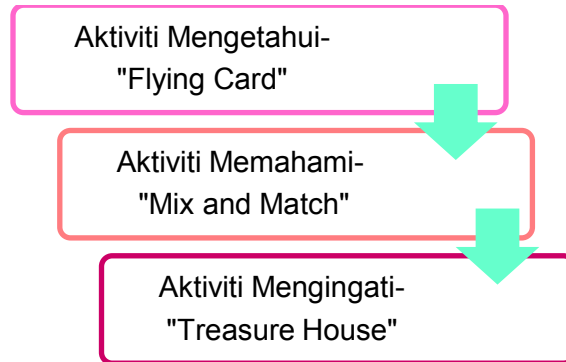 Aktiviti Mengetahui-
"Flying Card"
Aktiviti Memahami-
"Mix and Match"
Aktiviti Mengingati-
"Treasure House"